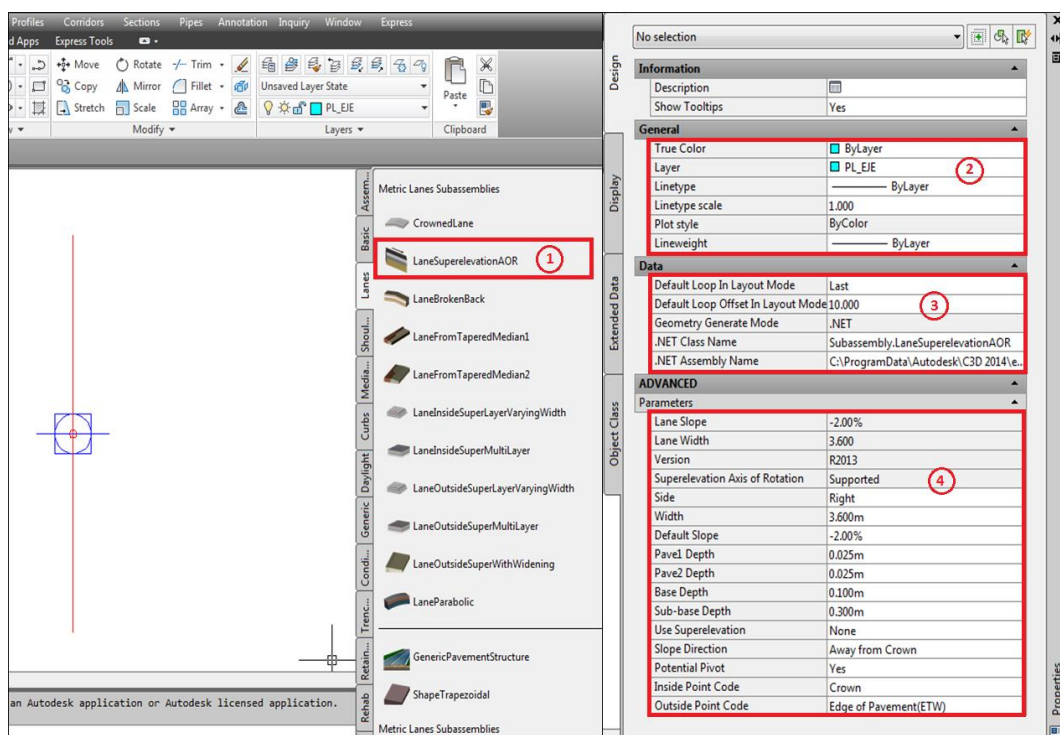 Profiles Corridors Sections Pipes Annotation Inquiry Window Express
d Apps Express Tools
Move Rotate Trim
Copy Mirror Fillet
Stretch Scale Array
Modify
Unsaved Layer State
PL_EJE
Layers
Paste
Clipboard
Assem...
Basic
Lanes
Shoul...
Media...
Curbs
Daylight
Generic
Condi...
Trenc...
Retain...
Rehab
Metric Lanes Subassemblies
CrownedLane
LaneSuperelevationAOR 1
LaneBrokenBack
LaneFromTaperedMedian1
LaneFromTaperedMedian2
LaneInsideSuperLayerVaryingWidth
LaneInsideSuperMultiLayer
LaneOutsideSuperLayerVaryingWidth
LaneOutsideSuperMultiLayer
LaneOutsideSuperWithWidening
LaneParabolic
GenericPavementStructure
ShapeTrapezoidal
Metric Lanes Subassemblies
an Autodesk application or Autodesk licensed application.
Design
Display
Extended Data
Object Class
No selection
Information
Description
Show Tooltips Yes
General
True Color ByLayer
Layer PL_EJE
2
Linetype ByLayer
Linetype scale 1.000
Plot style ByColor
Lineweight ByLayer
Data
Default Loop In Layout Mode Last
Default Loop Offset In Layout Mode 10.000
3
Geometry Generate Mode .NET
.NET Class Name Subassembly.LaneSuperelevationAOR
.NET Assembly Name C:\ProgramData\Autodesk\C3D 2014\e...
ADVANCED
Parameters
Lane Slope -2.00%
Lane Width 3.600
Version R2013
Superelevation Axis of Rotation Supported
4
Side Right
Width 3.600m
Default Slope -2.00%
Pave1 Depth 0.025m
Pave2 Depth 0.025m
Base Depth 0.100m
Sub-base Depth 0.300m
Use Superelevation None
Slope Direction Away from Crown
Potential Pivot Yes
Inside Point Code Crown
Outside Point Code Edge of Pavement(ETW)
Properties